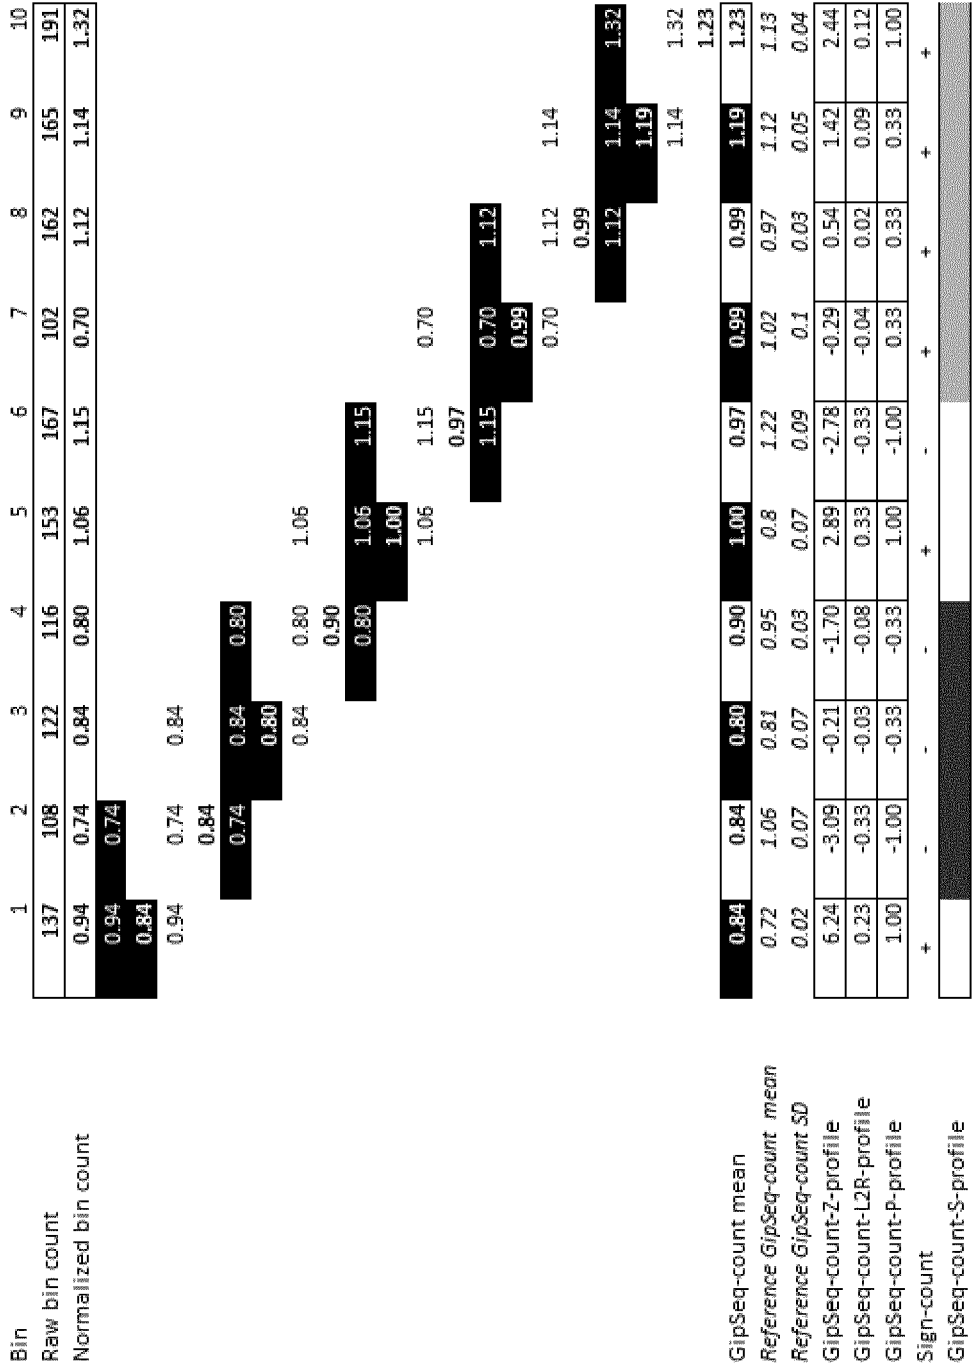 Bin 1 2 3 4 5 6 7 8 9 10
Raw bin count 137 108 122 116 153 167 102 162 165 191
Normalized bin count 0.94 0.74 0.84 0.80 1.06 1.15 0.70 1.12 1.14 1.32
0.94 0.74
0.84
0.94 0.74 0.84
0.84
0.74 0.84 0.80
0.80
0.84 0.80 1.06
0.90
0.80 1.06 1.15
1.00
1.06 1.15 0.70
0.97
1.15 0.70 1.12
0.99
0.70 1.12 1.14
0.99
1.12 1.14 1.32
1.19
1.14 1.32
1.23
GipSeq-count mean 0.84 0.84 0.80 0.90 1.00 0.97 0.99 0.99 1.19 1.23
Reference GipSeq-count mean 0.72 1.06 0.81 0.95 0.8 1.22 1.02 0.97 1.12 1.13
Reference GipSeq-count SD 0.02 0.07 0.07 0.03 0.07 0.09 0.1 0.03 0.05 0.04
GipSeq-count-Z-profile 6.24 -3.09 -0.21 -1.70 2.89 -2.78 -0.29 0.54 1.42 2.44
GipSeq-count-L2R-profile 0.23 -0.33 -0.03 -0.08 0.33 -0.33 -0.04 0.02 0.09 0.12
GipSeq-count-P-profile 1.00 -1.00 -0.33 -0.33 1.00 -1.00 0.33 0.33 0.33 1.00
Sign-count + - - - + - + + + +
GipSeq-count-S-profile